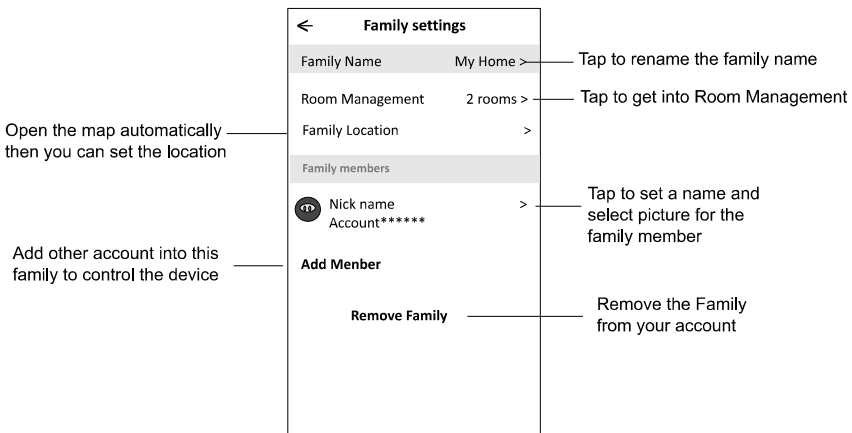 Family settings
Family Name My Home >
Tap to rename the family name
Room Management 2 rooms >
Tap to get into Room Management
Open the map automatically
then you can set the location
Family Location >
Family members
Nick name >
Account******
Tap to set a name and
select picture for the
family member
Add other account into this
family to control the device
Add Menber
Remove Family
Remove the Family
from your account